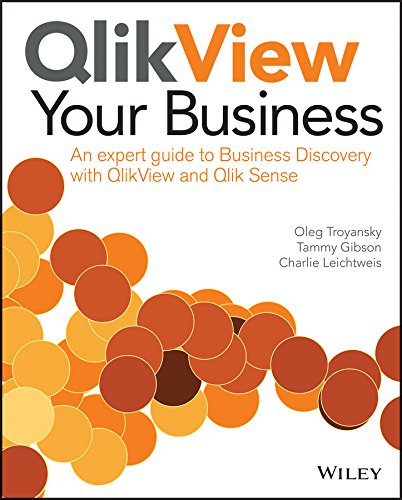 QlikView
Your Business
An expert guide to Business Discovery
with QlikView and Qlik Sense
Oleg Troyansky
Tammy Gibson
Charlie Leichtweis
WILEY